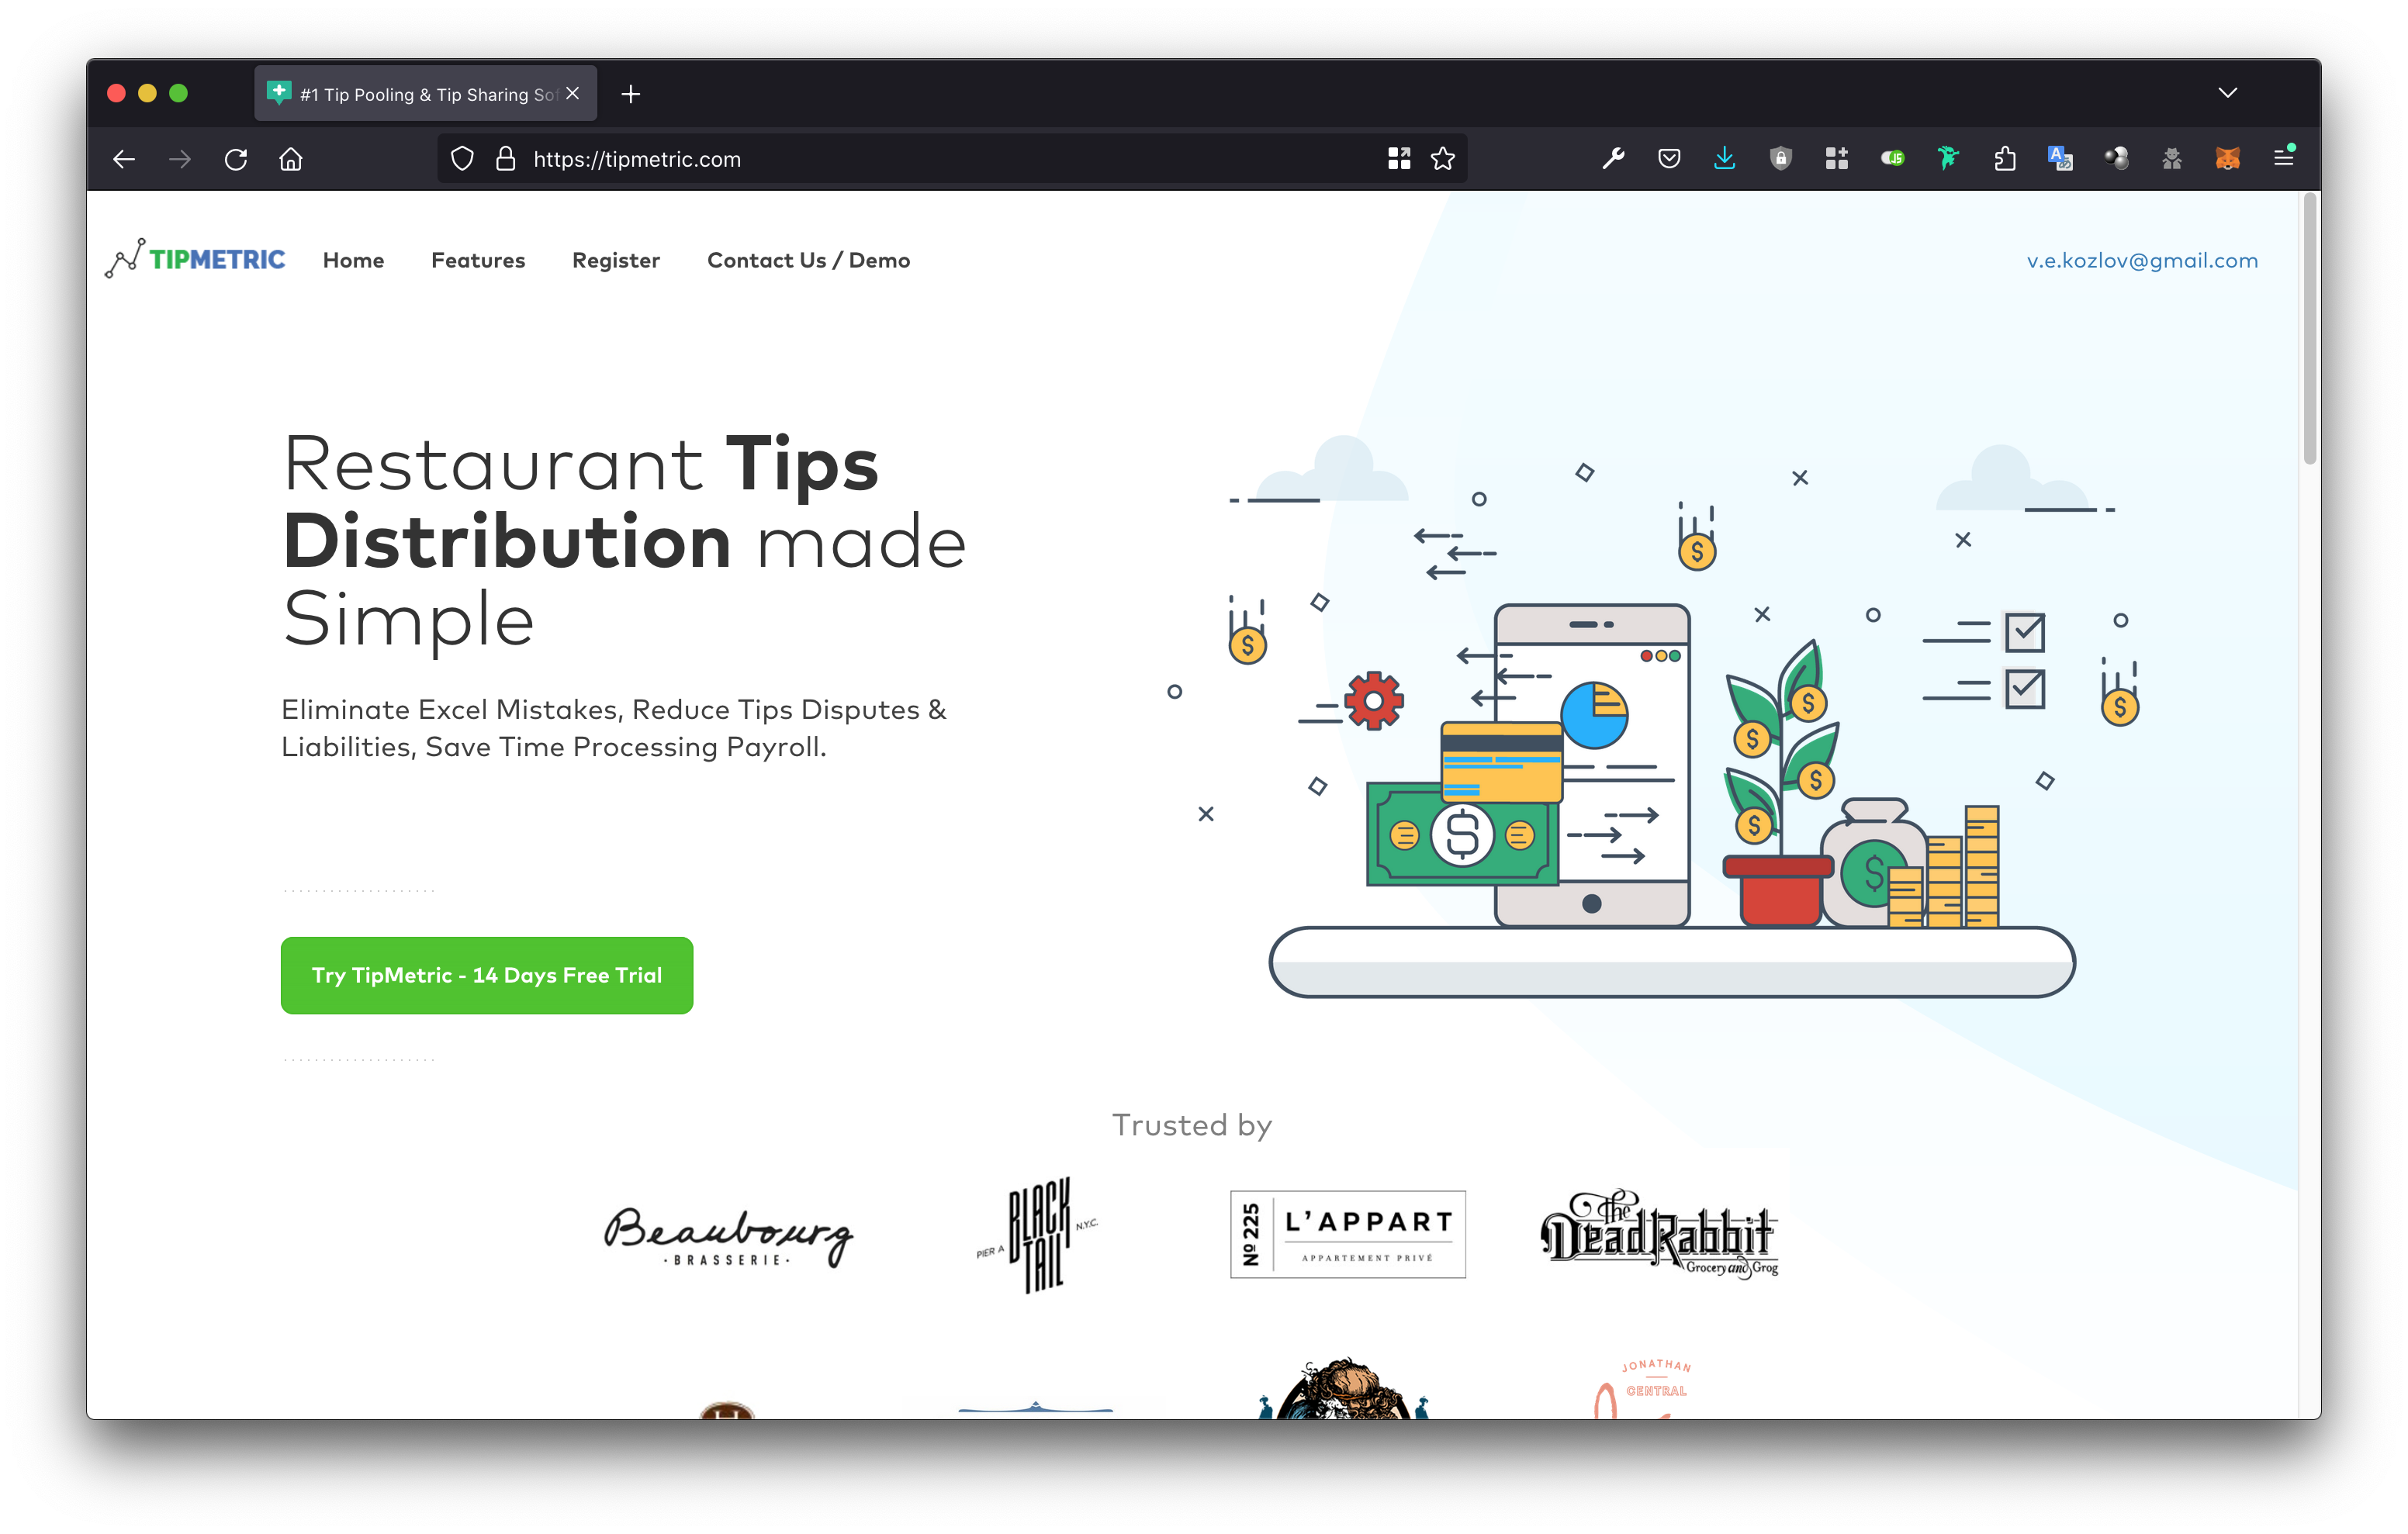 #1 Tip Pooling & Tip Sharing Sof
https://tipmetric.com
TIPMETRIC
Home
Features
Register
Contact Us / Demo
v.e.kozlov@gmail.com
Restaurant Tips
Distribution made
Simple
Eliminate Excel Mistakes, Reduce Tips Disputes &
Liabilities, Save Time Processing Payroll.
Try TipMetric - 14 Days Free Trial
Trusted by
Beaubourg
·BRASSERIE·
PIER A
BLACK
TAIL
N.Y.C.
Nº 225
L'APPART
APPARTEMENT PRIVÉ
The
Dead Rabbit
Grocery and Grog
JONATHAN
CENTRAL